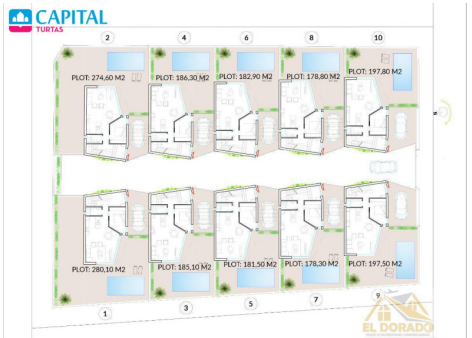 CAPITAL
TURTAS
2 4 6 8 10
PLOT: 274,60 M2 PLOT: 186,30 M2 PLOT: 182,90 M2 PLOT: 178,80 M2 PLOT: 197,80 M2
PLOT: 280,10 M2 PLOT: 185,10 M2 PLOT: 181,50 M2 PLOT: 178,30 M2 PLOT: 197,50 M2
1 3 5 7 9
EL DORADO